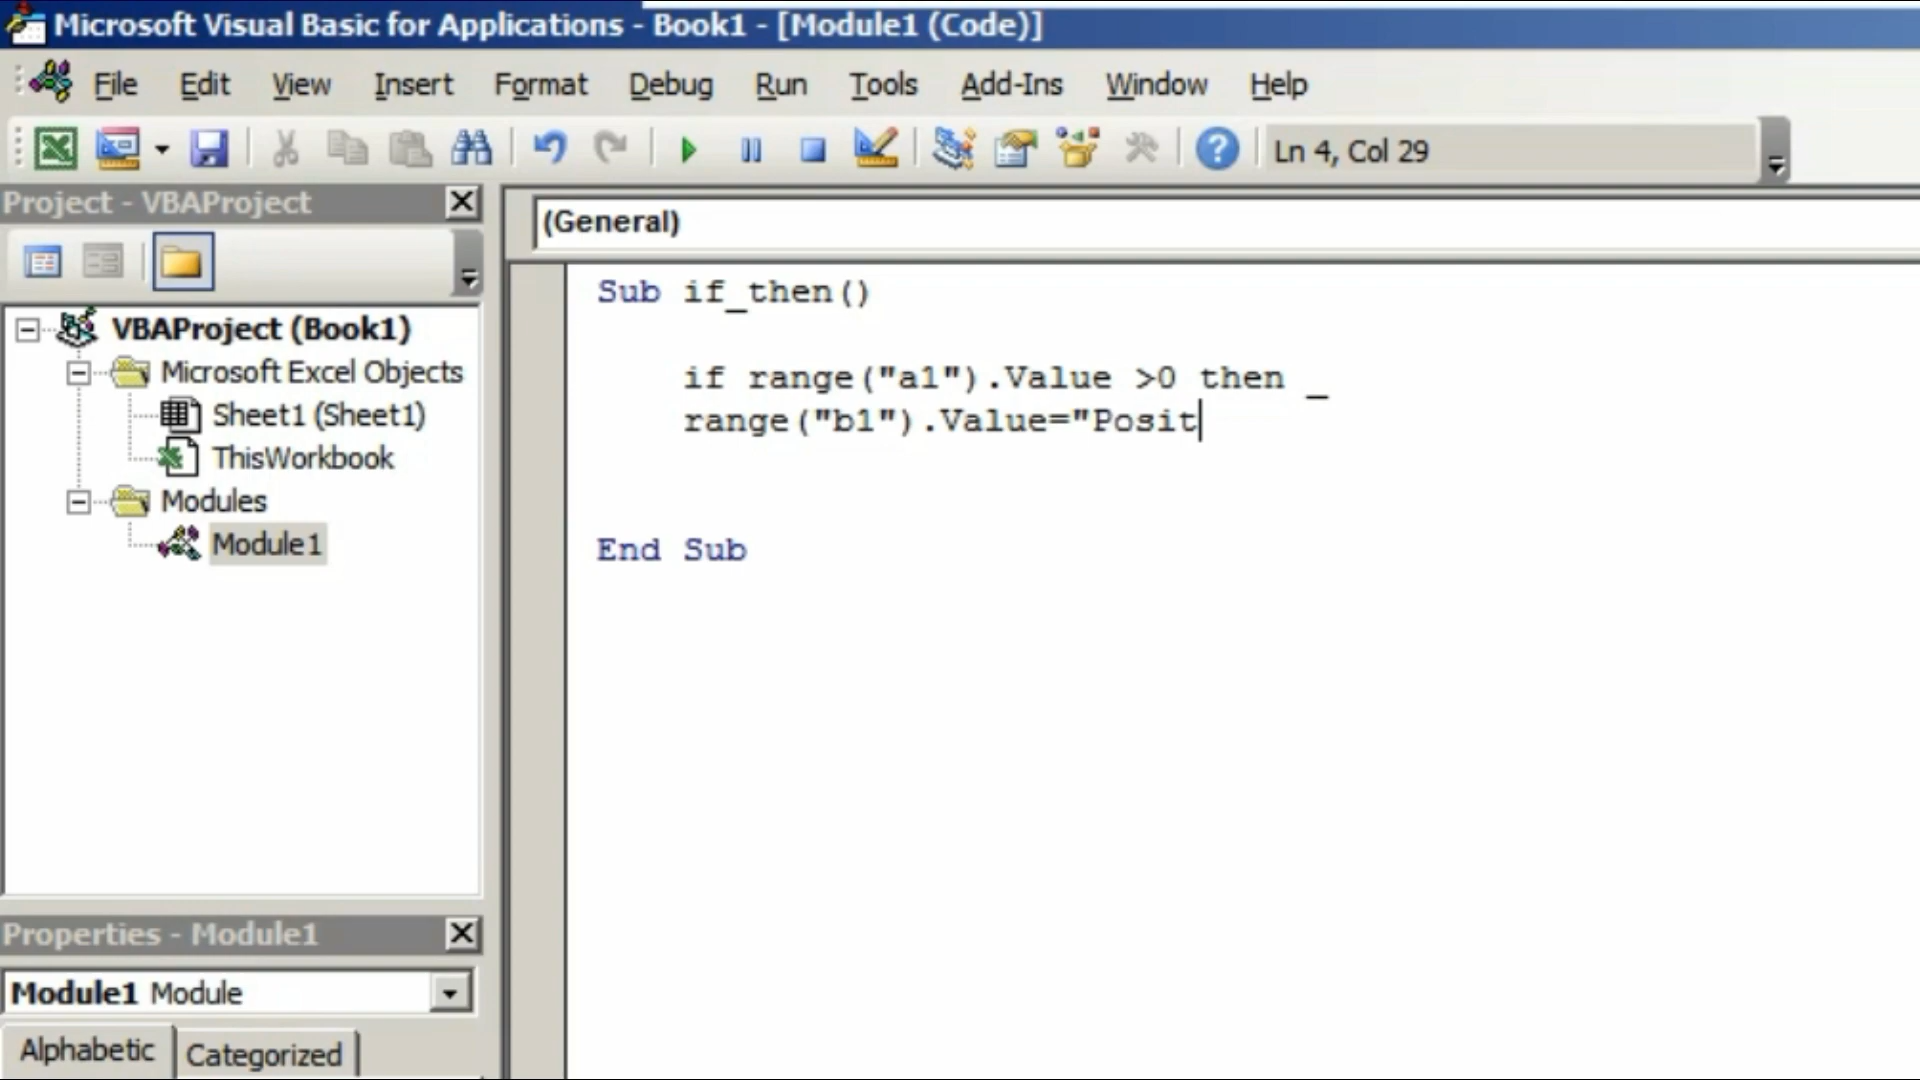 Microsoft Visual Basic for Applications - Book1 - [Module1 (Code)]
File Edit View Insert Format Debug Run Tools Add-Ins Window Help
Ln 4, Col 29
Project - VBAProject
(General)
VBAProject (Book1)
Microsoft Excel Objects
Sheet1 (Sheet1)
ThisWorkbook
Modules
Module1
Sub if_then()
if range("a1").Value >0 then _
range("b1").Value="Posit
End Sub
Properties - Module1
Module1 Module
Alphabetic Categorized